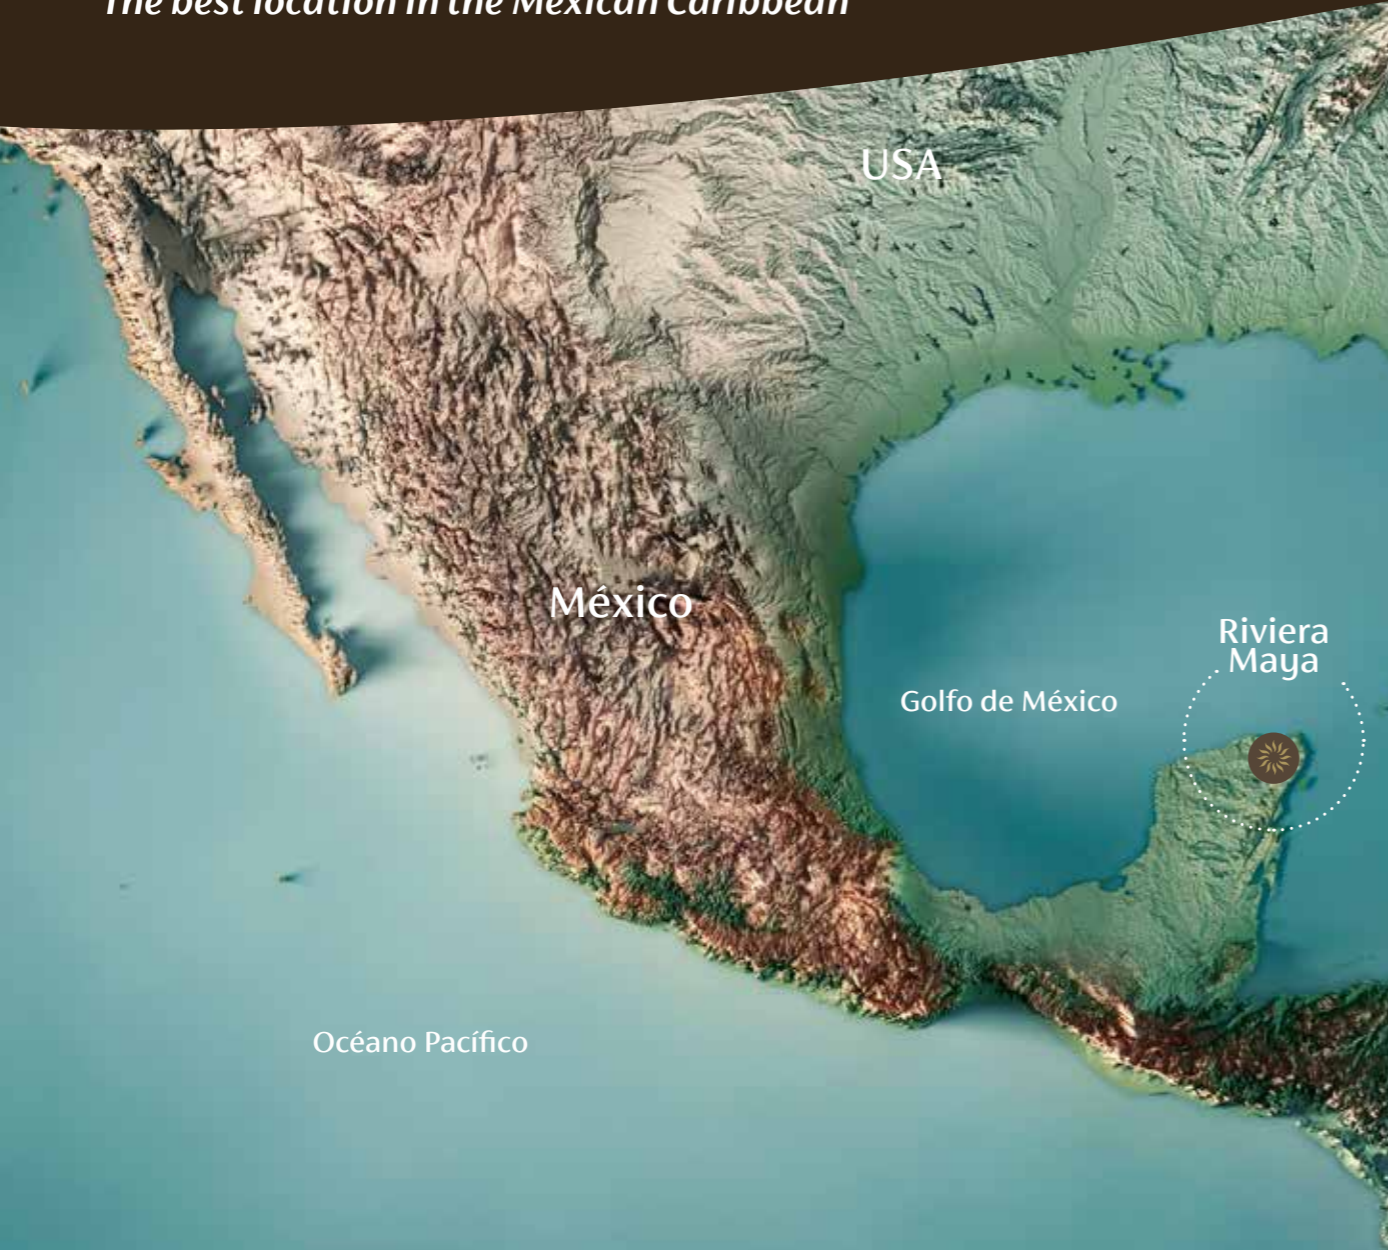 The best location in the Mexican Caribbean
USA
México
Riviera
Maya
Golfo de México
Océano Pacífico